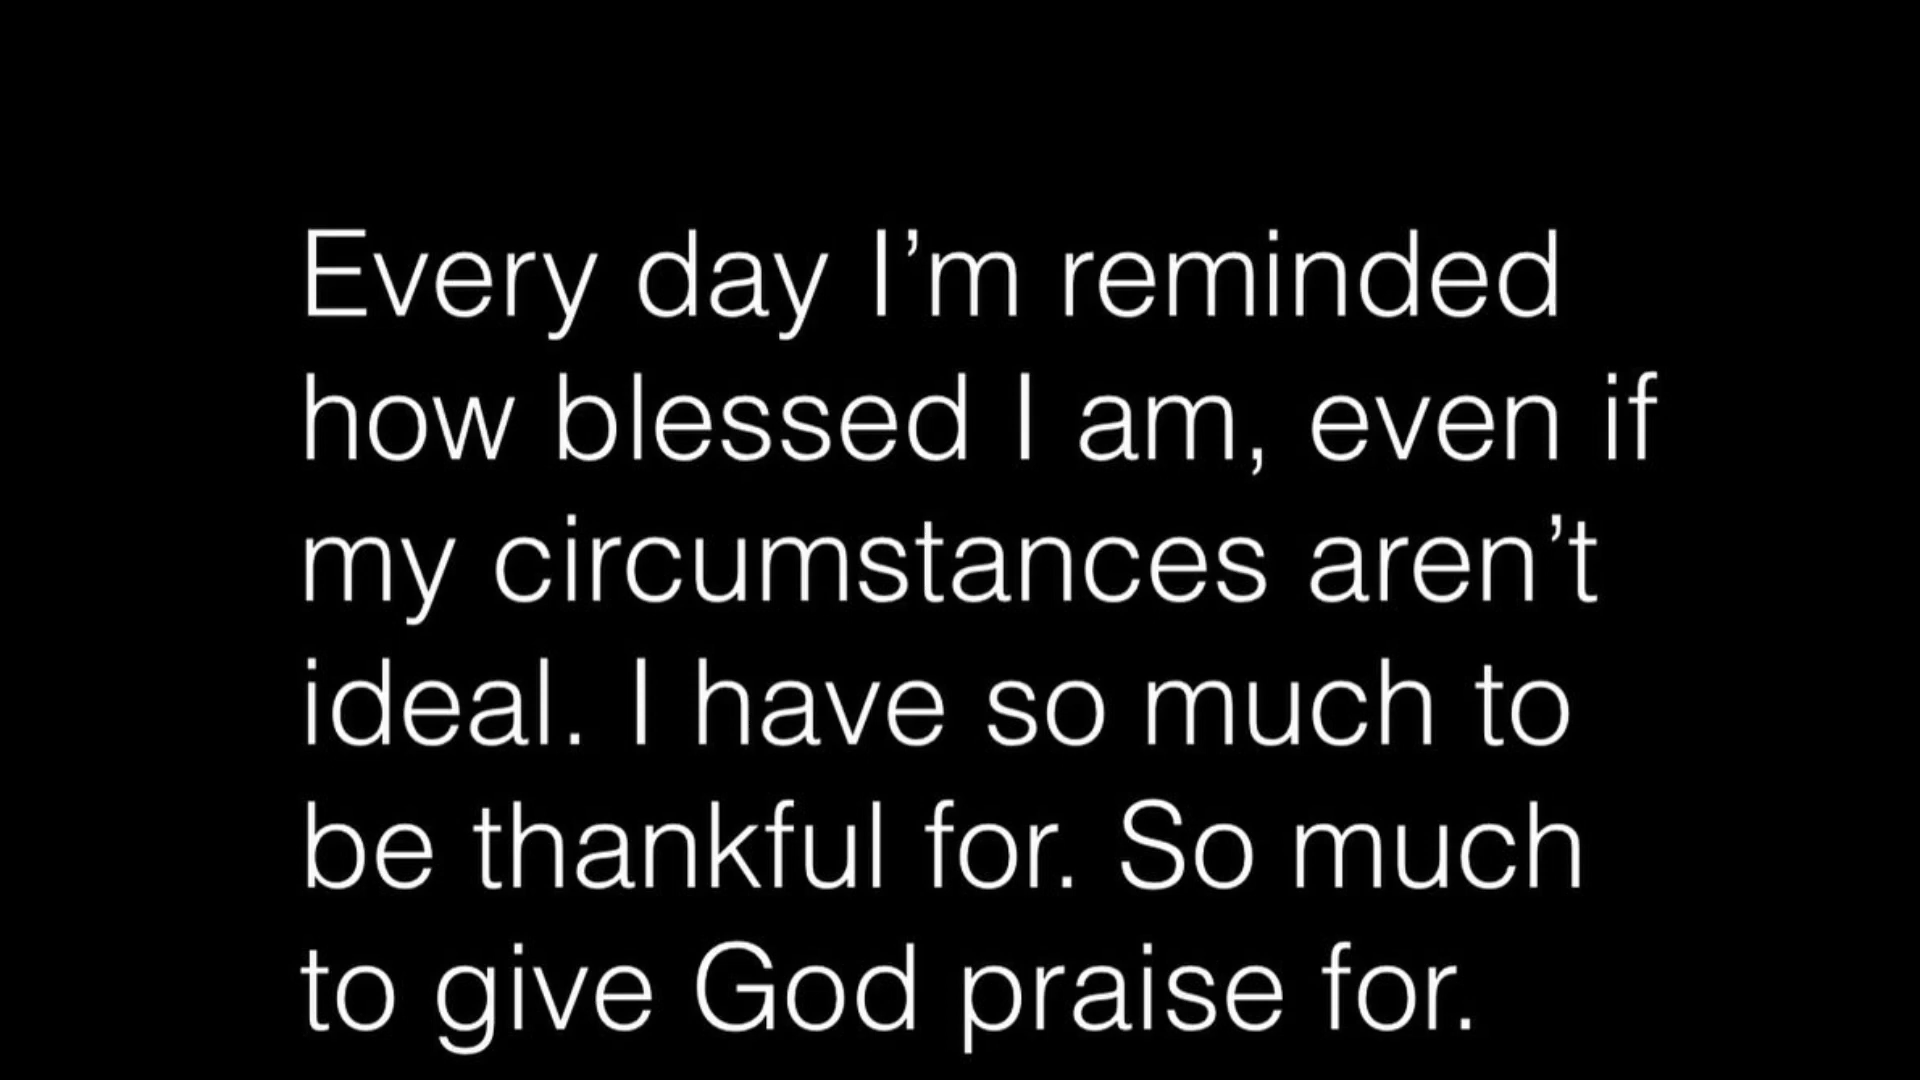 Every day I’m reminded
how blessed I am, even if
my circumstances aren’t
ideal. I have so much to
be thankful for. So much
to give God praise for.